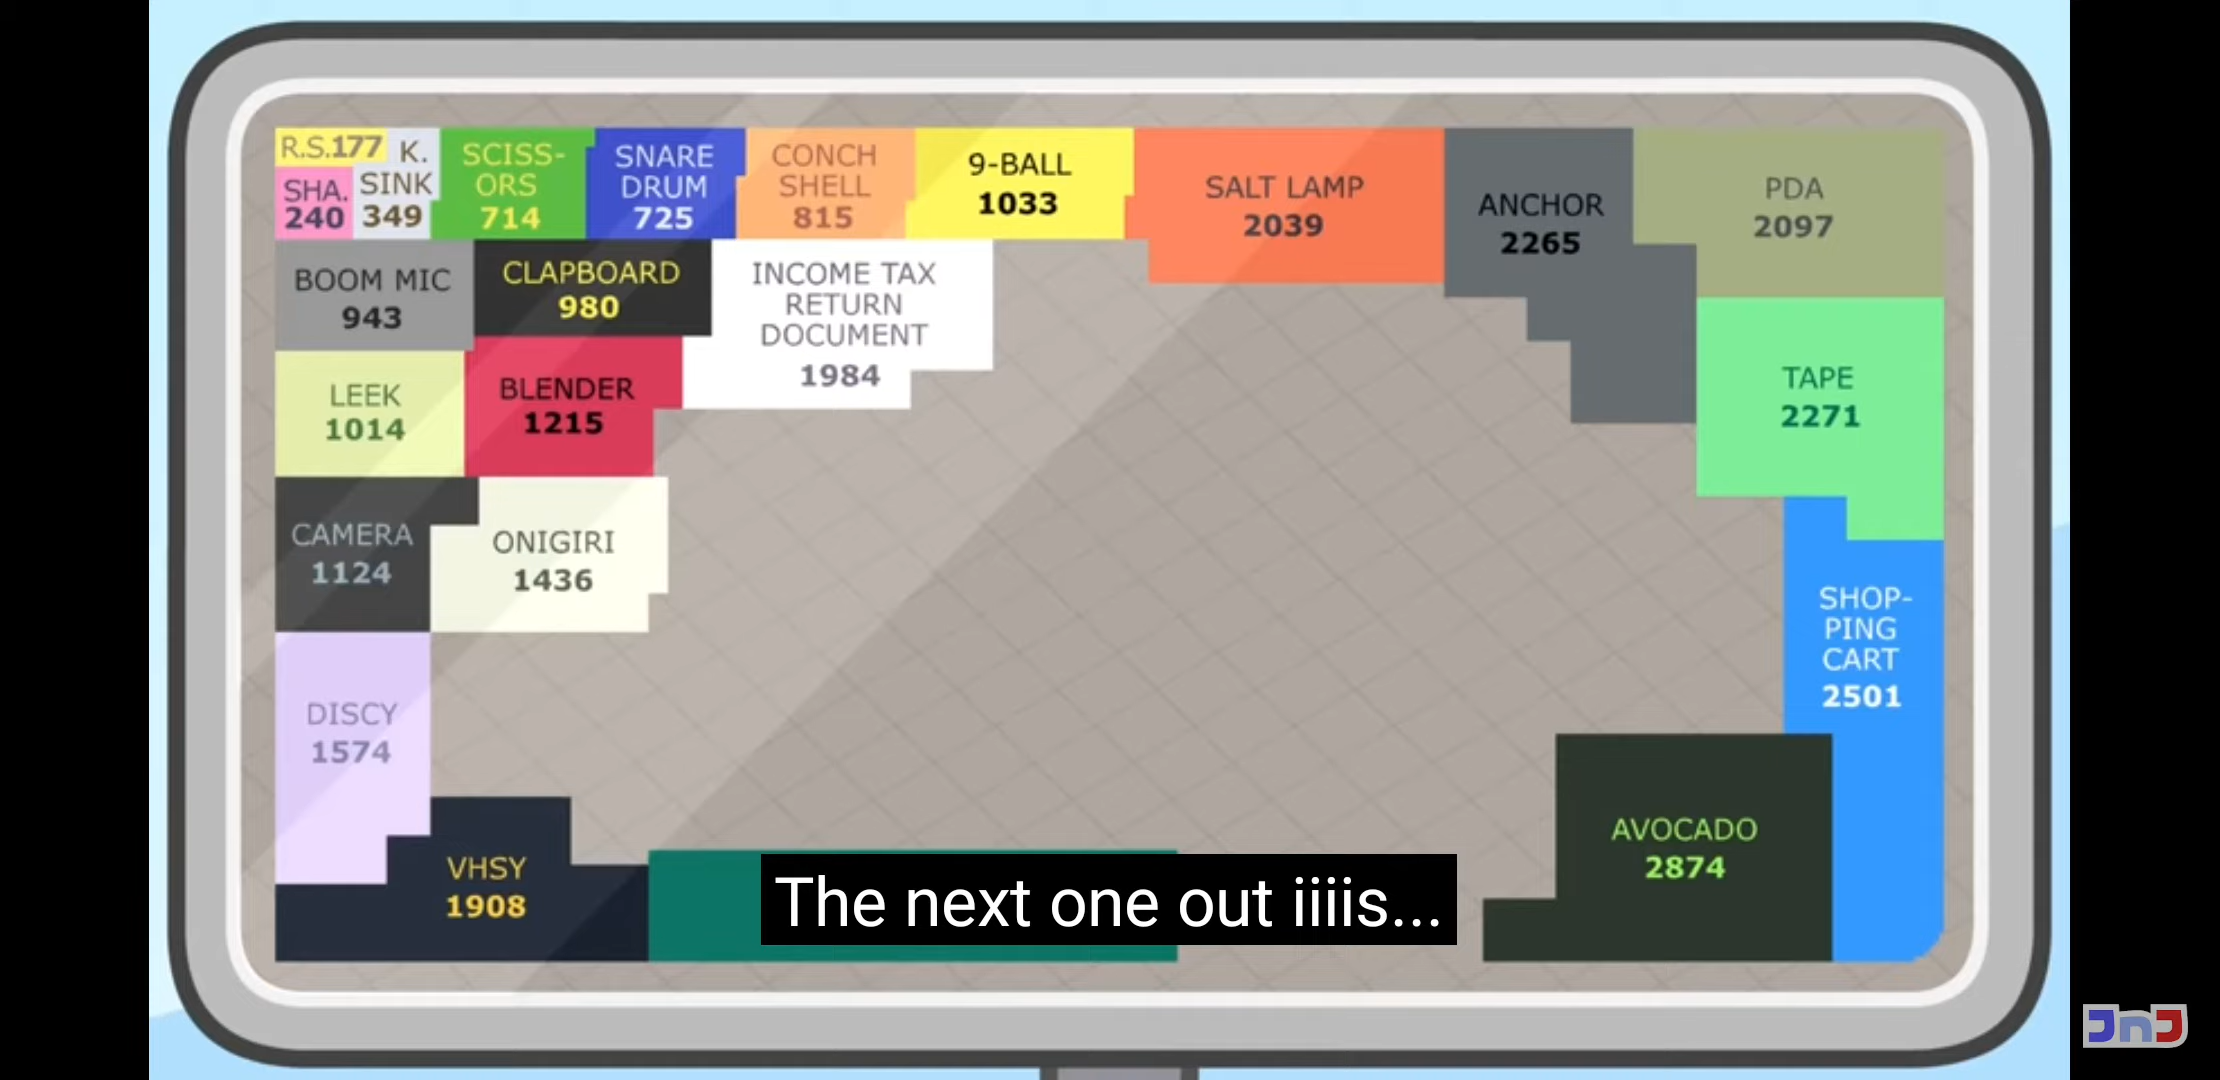 R.S.177
K.
SINK
349
SHA.
240
SCISS-
ORS
714
SNARE
DRUM
725
CONCH
SHELL
815
9-BALL
1033
SALT LAMP
2039
ANCHOR
2265
PDA
2097
BOOM MIC
943
CLAPBOARD
980
INCOME TAX
RETURN
DOCUMENT
1984
LEEK
1014
BLENDER
1215
TAPE
2271
CAMERA
1124
ONIGIRI
1436
SHOP-
PING
CART
2501
DISCY
1574
VHSY
1908
AVOCADO
2874
The next one out iiiis...
JnJ